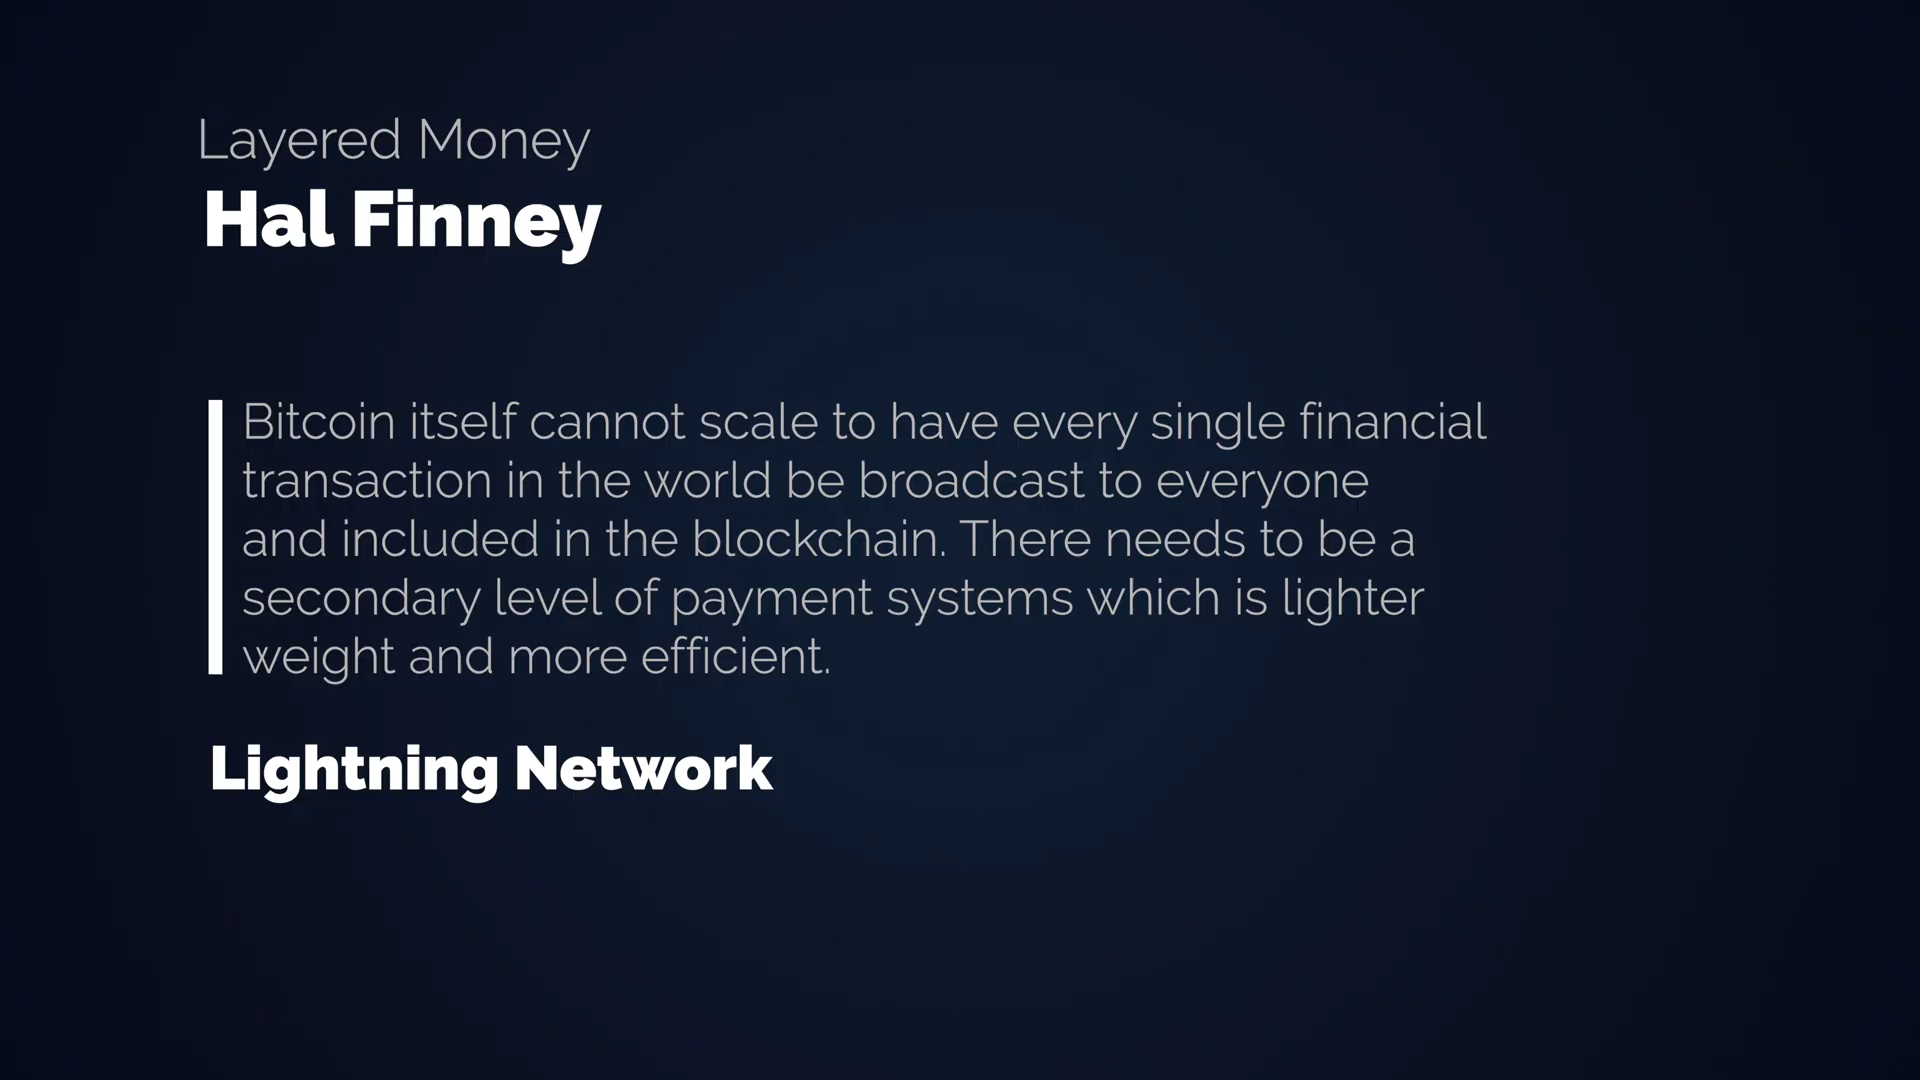 Layered Money
Hal Finney
Bitcoin itself cannot scale to have every single financial
transaction in the world be broadcast to everyone
and included in the blockchain. There needs to be a
secondary level of payment systems which is lighter
weight and more efficient.
Lightning Network